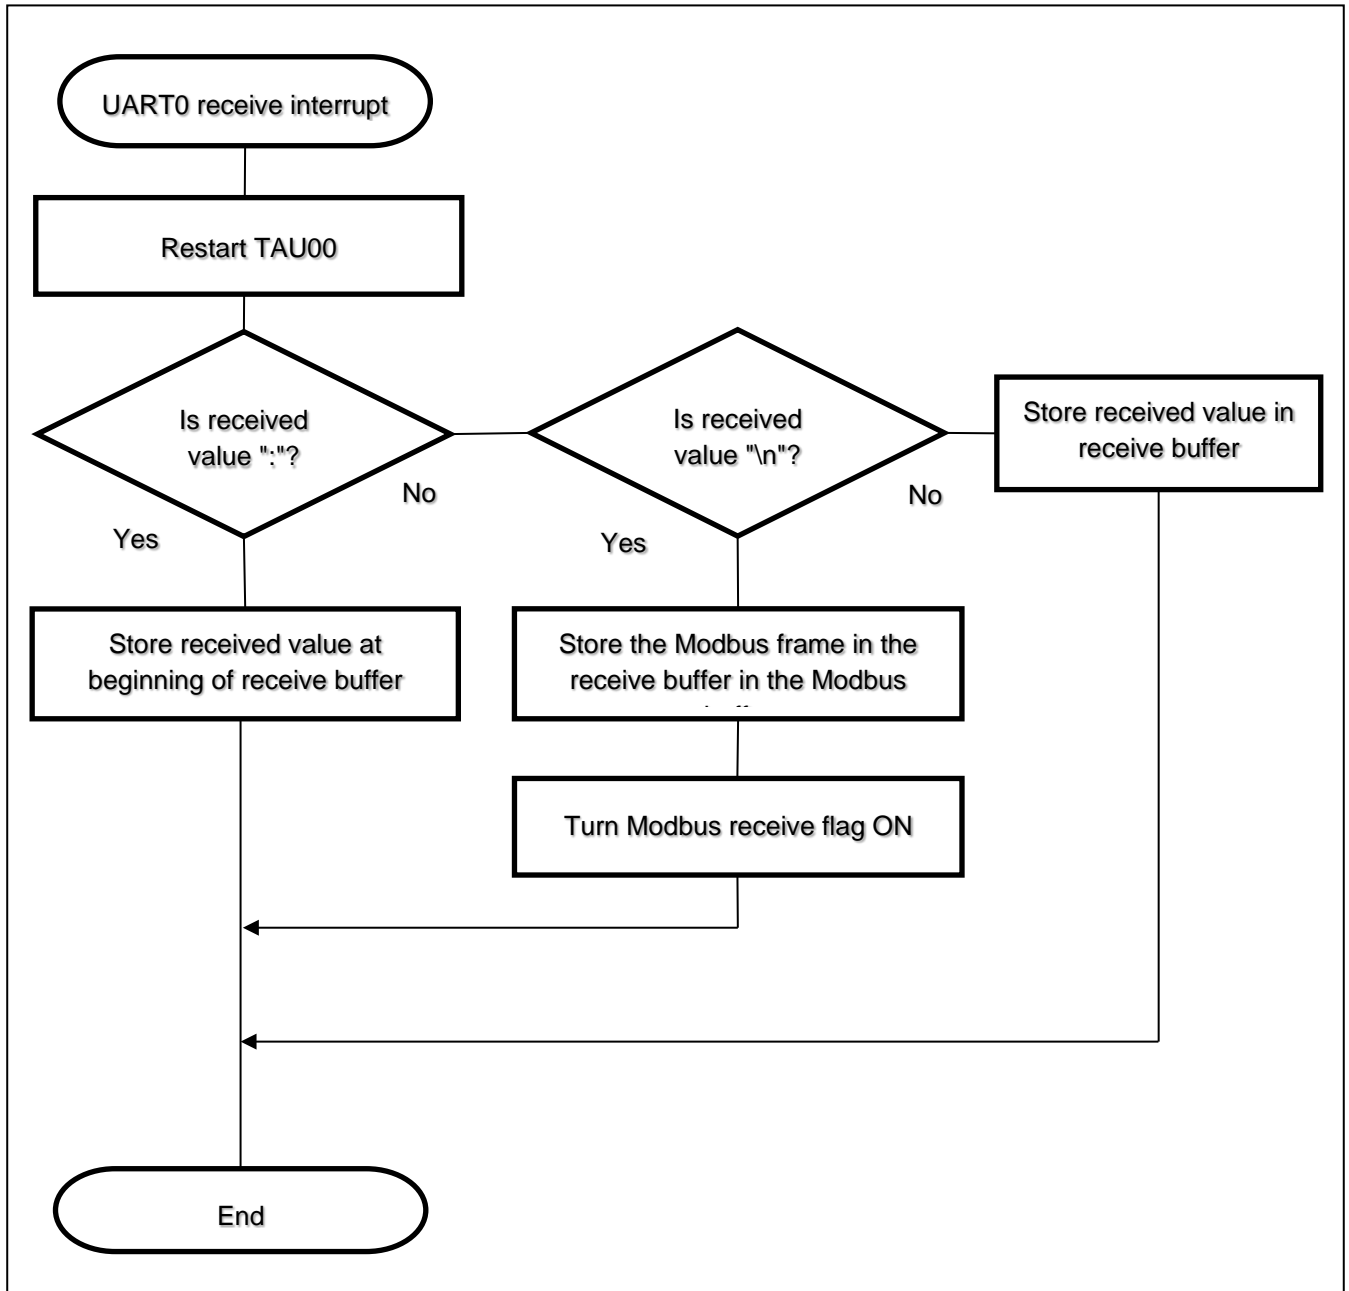 UART0 receive interrupt
Restart TAU00
Is received
value ":"?
No
Yes
Is received
value "\n"?
No
Yes
Store received value in
receive buffer
Store received value at
beginning of receive buffer
Store the Modbus frame in the
receive buffer in the Modbus
Turn Modbus receive flag ON
End